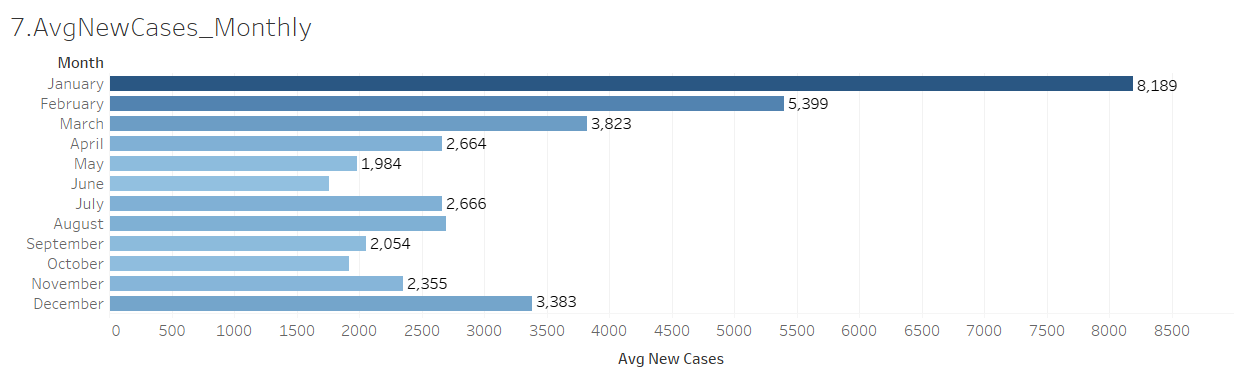 7.AvgNewCases_Monthly
Month
January 8,189
February 5,399
March 3,823
April 2,664
May 1,984
June
July 2,666
August
September 2,054
October
November 2,355
December 3,383
0 500 1000 1500 2000 2500 3000 3500 4000 4500 5000 5500 6000 6500 7000 7500 8000 8500
Avg New Cases